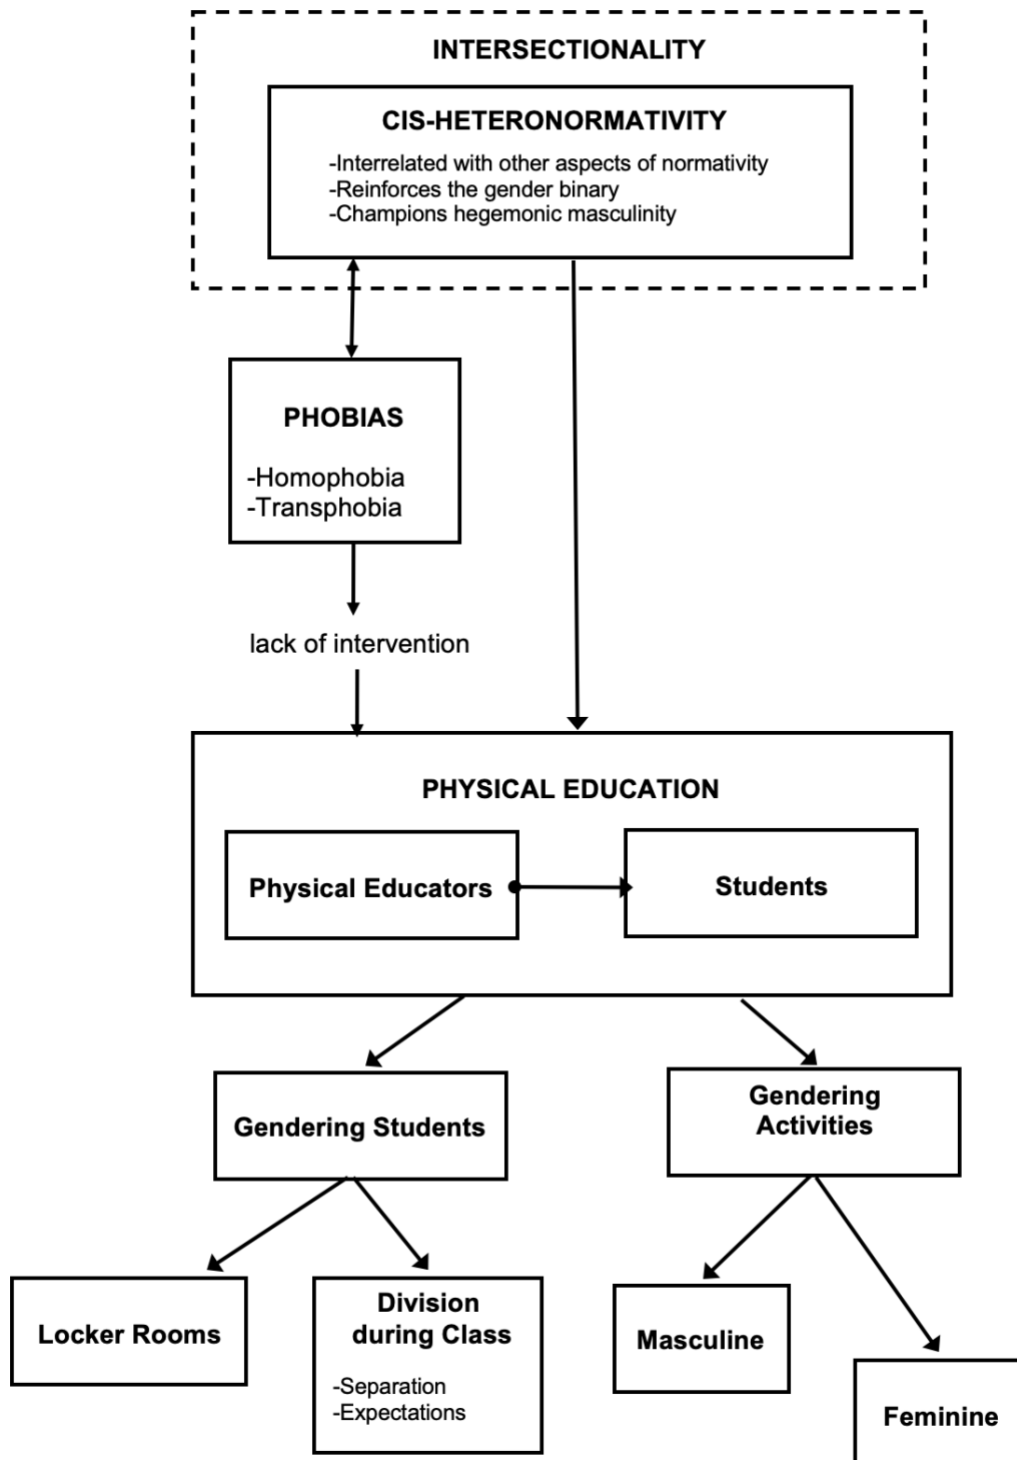 INTERSECTIONALITY
CIS-HETERONORMATIVITY
-Interrelated with other aspects of normativity
-Reinforces the gender binary
-Champions hegemonic masculinity
PHOBIAS
-Homophobia
-Transphobia
lack of intervention
PHYSICAL EDUCATION
Physical Educators
Students
Gendering Students
Gendering
Activities
Locker Rooms
Division
during Class
-Separation
-Expectations
Masculine
Feminine